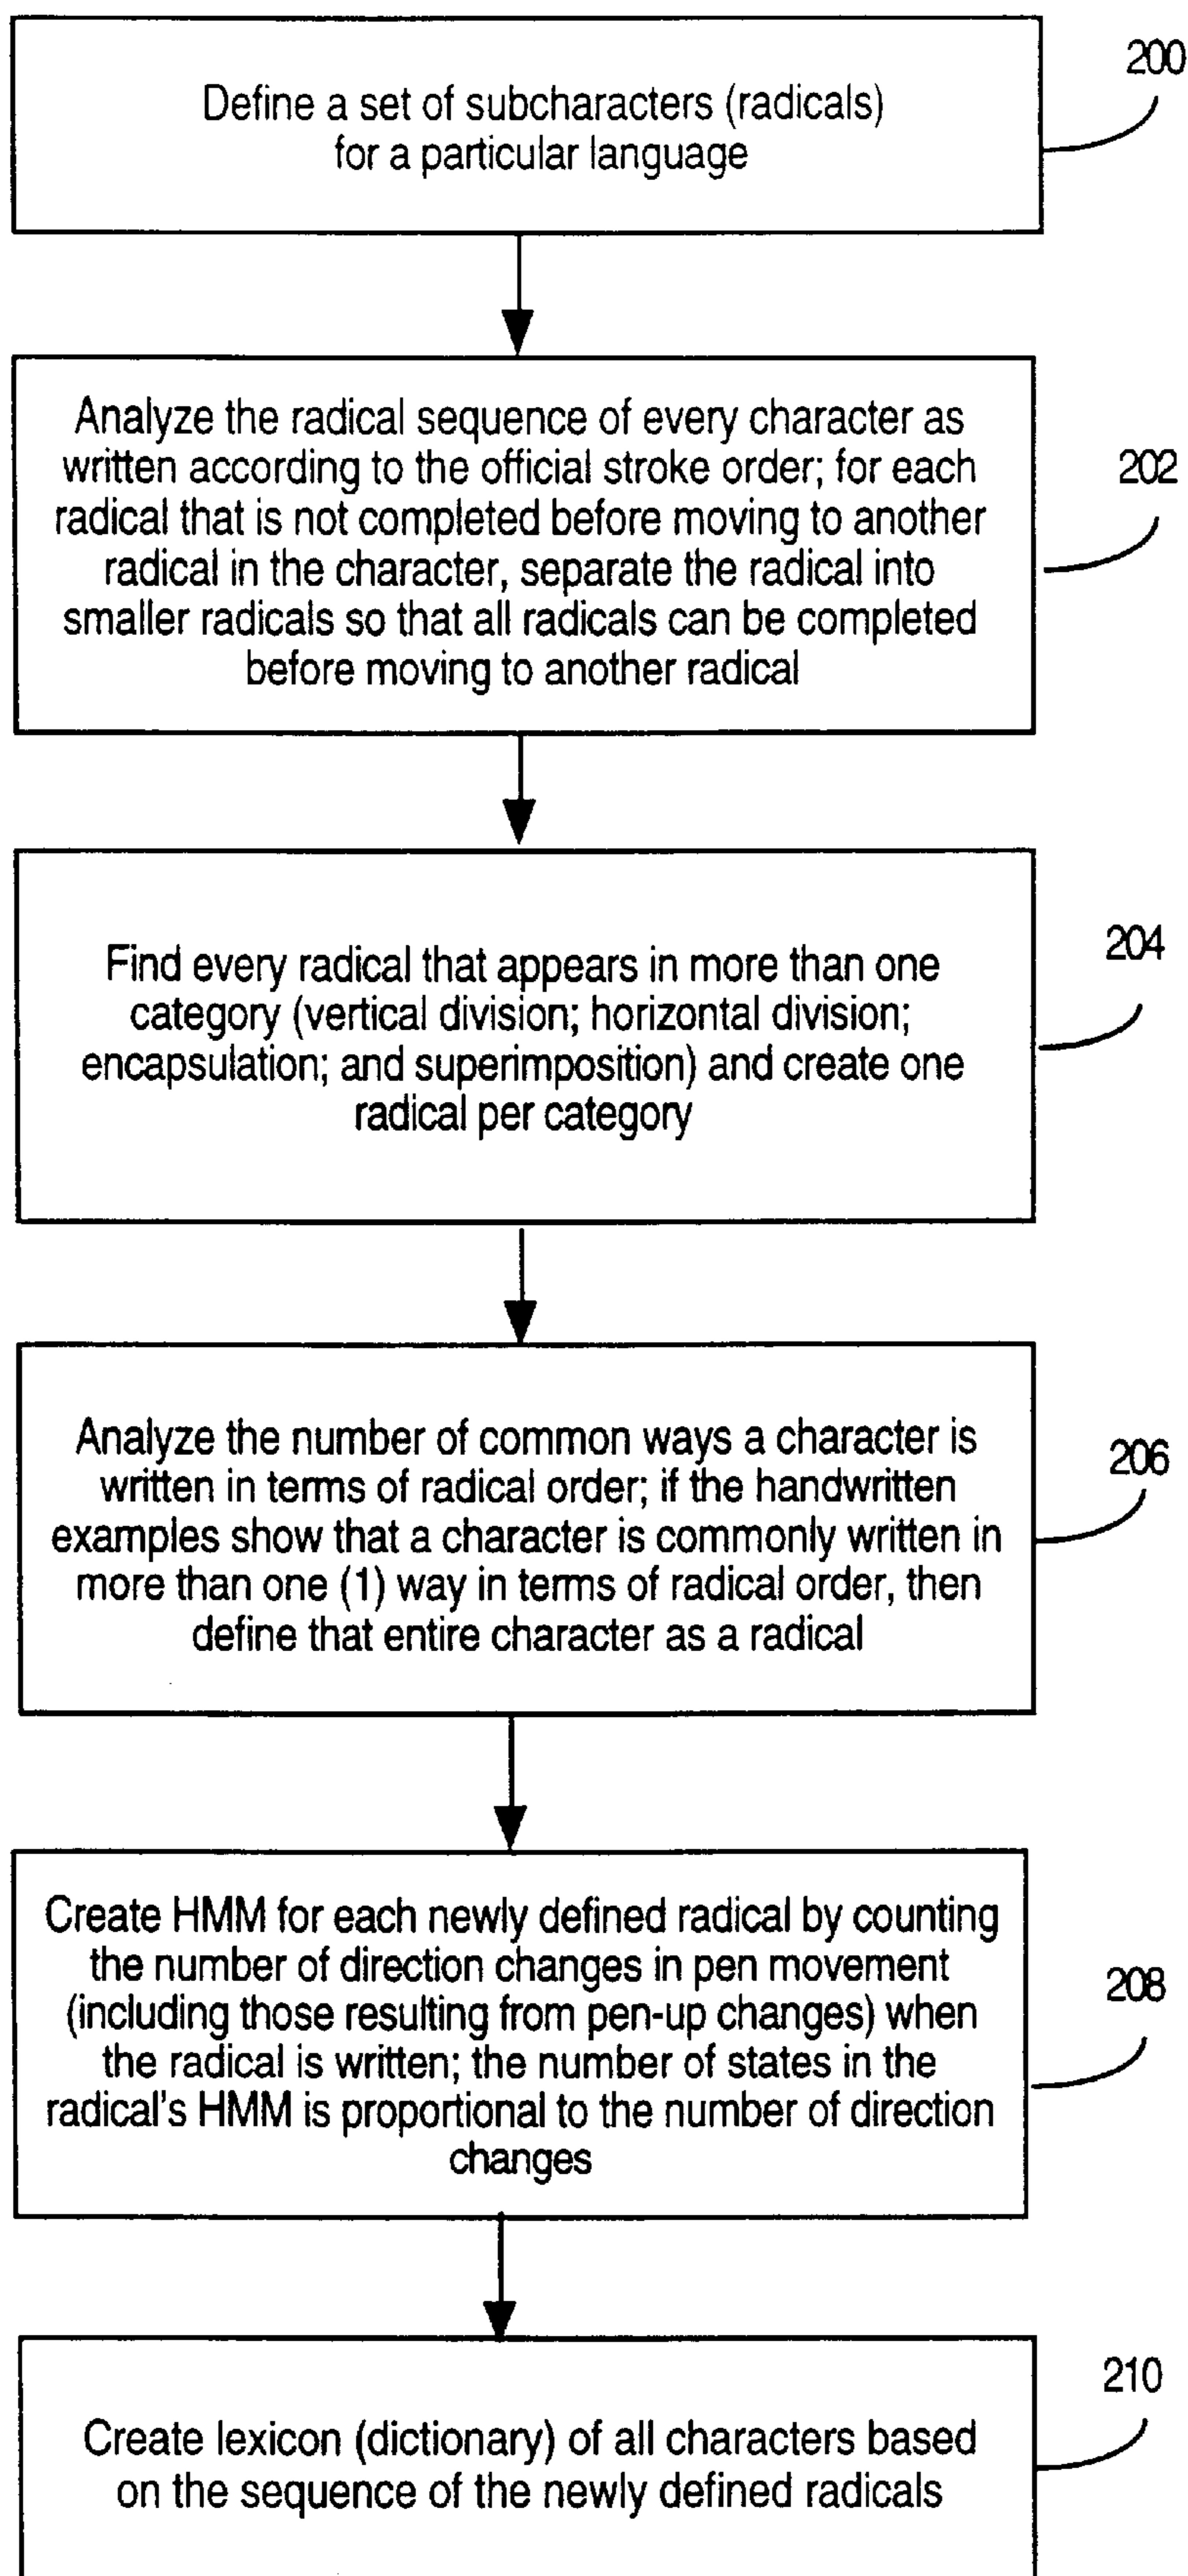 Define a set of subcharacters (radicals)
for a particular language
200
Analyze the radical sequence of every character as
written according to the official stroke order; for each
radical that is not completed before moving to another
radical in the character, separate the radical into
smaller radicals so that all radicals can be completed
before moving to another radical
202
Find every radical that appears in more than one
category (vertical division; horizontal division;
encapsulation; and superimposition) and create one
radical per category
204
Analyze the number of common ways a character is
written in terms of radical order; if the handwritten
examples show that a character is commonly written in
more than one (1) way in terms of radical order, then
define that entire character as a radical
206
Create HMM for each newly defined radical by counting
the number of direction changes in pen movement
(including those resulting from pen-up changes) when
the radical is written; the number of states in the
radical's HMM is proportional to the number of direction
changes
208
Create lexicon (dictionary) of all characters based
on the sequence of the newly defined radicals
210